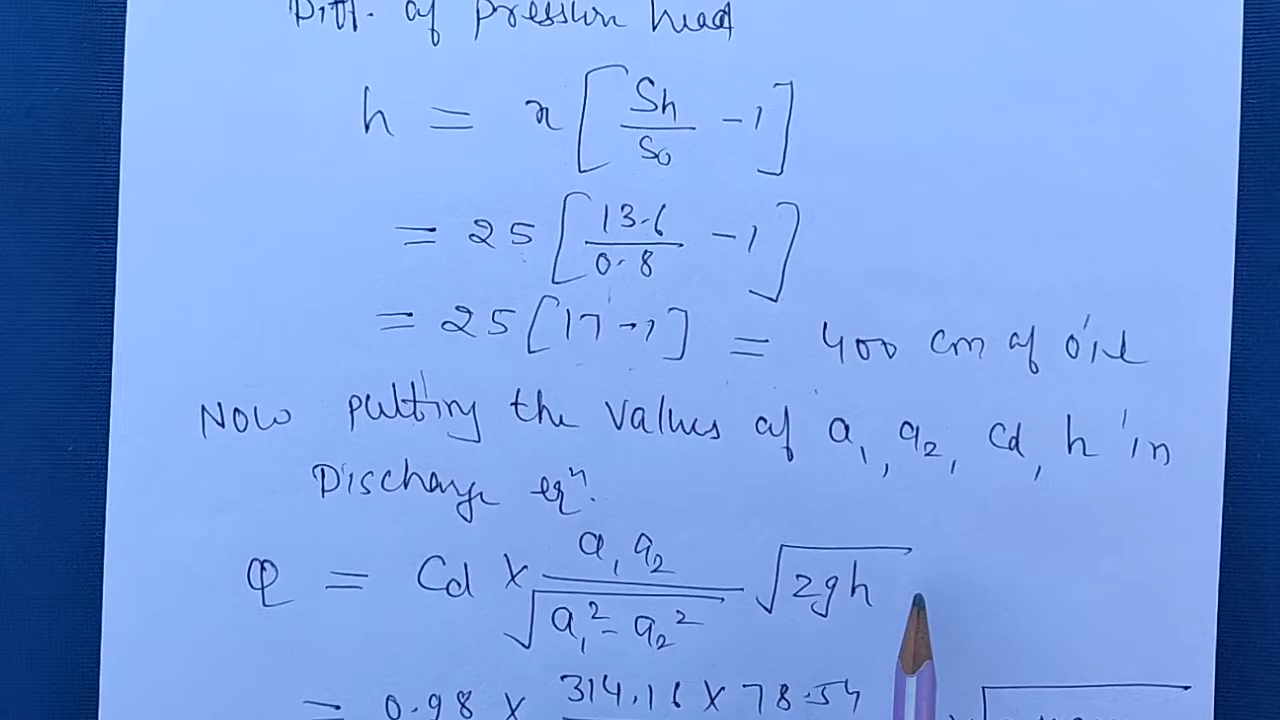 Diff. of pressure head
h = x [ Sh/So - 1 ]
= 25 [ 13.6/0.8 - 1 ]
= 25 [17 - 1] = 400 cm of oil
Now putting the values of a1, a2, Cd, h in
Discharge eqn.
Q = Cd × a1 a2 / √(a1² - a2²) √2gh
= 0.98 × 314.16 × 78.54